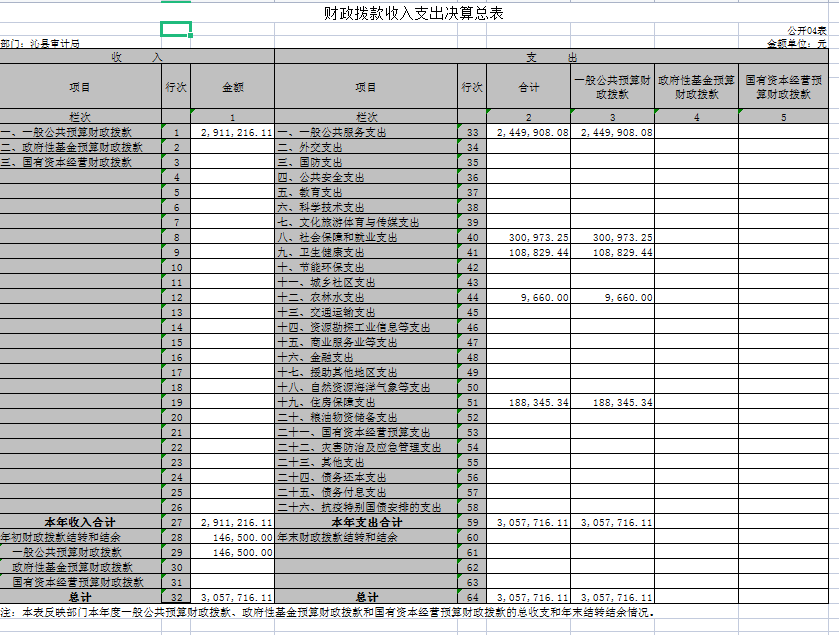 财政拨款收入支出决算总表
公开04表
部门：沁县审计局 金额单位：元
收 入 支 出
项目 行次 金额 项目 行次 合计 一般公共预算财政拨款 政府性基金预算财政拨款 国有资本经营预算财政拨款
栏次 1 栏次 2 3 4 5
一、一般公共预算财政拨款 1 2,911,216.11 一、一般公共服务支出 33 2,449,908.08 2,449,908.08
二、政府性基金预算财政拨款 2 二、外交支出 34
三、国有资本经营财政拨款 3 三、国防支出 35
4 四、公共安全支出 36
5 五、教育支出 37
6 六、科学技术支出 38
7 七、文化旅游体育与传媒支出 39
8 八、社会保障和就业支出 40 300,973.25 300,973.25
9 九、卫生健康支出 41 108,829.44 108,829.44
10 十、节能环保支出 42
11 十一、城乡社区支出 43
12 十二、农林水支出 44 9,660.00 9,660.00
13 十三、交通运输支出 45
14 十四、资源勘探工业信息等支出 46
15 十五、商业服务业等支出 47
16 十六、金融支出 48
17 十七、援助其他地区支出 49
18 十八、自然资源海洋气象等支出 50
19 十九、住房保障支出 51 188,345.34 188,345.34
20 二十、粮油物资储备支出 52
21 二十一、国有资本经营预算支出 53
22 二十二、灾害防治及应急管理支出 54
23 二十三、其他支出 55
24 二十四、债务还本支出 56
25 二十五、债务付息支出 57
26 二十六、抗疫特别国债安排的支出 58
本年收入合计 27 2,911,216.11 本年支出合计 59 3,057,716.11 3,057,716.11
年初财政拨款结转和结余 28 146,500.00 年末财政拨款结转和结余 60
一般公共预算财政拨款 29 146,500.00 61
政府性基金预算财政拨款 30 62
国有资本经营预算财政拨款 31 63
总计 32 3,057,716.11 总计 64 3,057,716.11 3,057,716.11
注：本表反映部门本年度一般公共预算财政拨款、政府性基金预算财政拨款和国有资本经营预算财政拨款的总收支和年末结转结余情况。